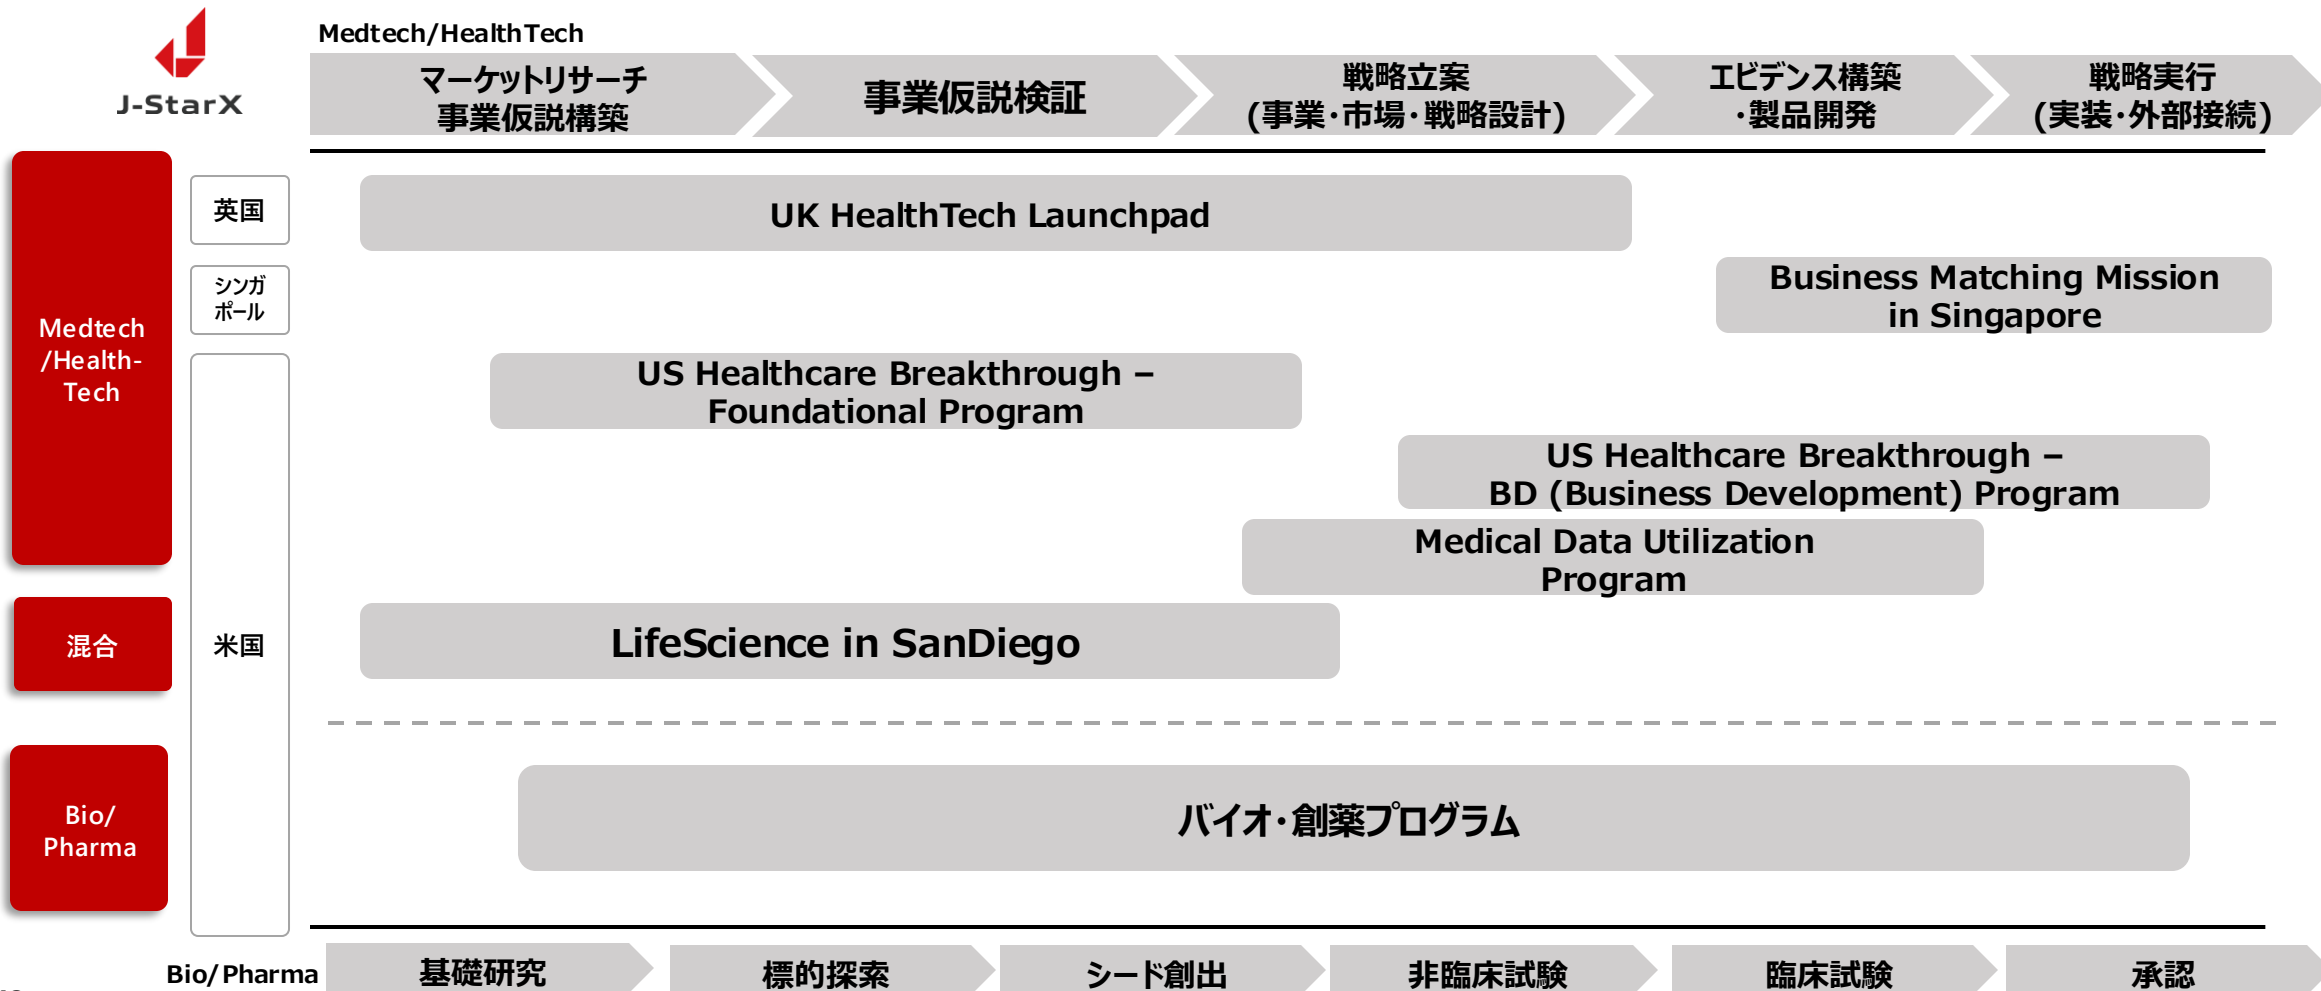 J-StarX
Medtech/HealthTech
マーケットリサーチ
事業仮説構築
事業仮説検証
戦略立案
(事業・市場・戦略設計)
エビデンス構築
・製品開発
戦略実行
(実装・外部接続)
Medtech
/Health-
Tech
英国
UK HealthTech Launchpad
シンガ
ポール
Business Matching Mission
in Singapore
米国
US Healthcare Breakthrough –
Foundational Program
US Healthcare Breakthrough –
BD (Business Development) Program
Medical Data Utilization
Program
混合
LifeScience in SanDiego
Bio/
Pharma
バイオ・創薬プログラム
Bio/Pharma
基礎研究
標的探索
シード創出
非臨床試験
臨床試験
承認